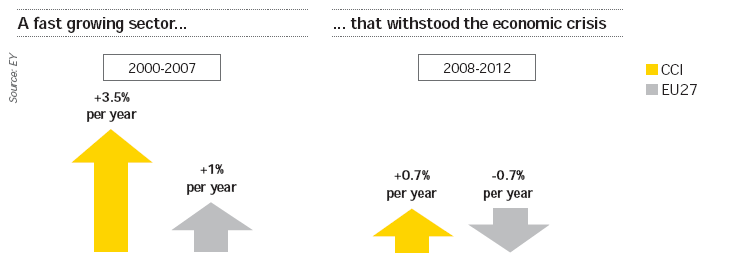 A fast growing sector...
... that withstood the economic crisis
Source: EY
2000-2007
2008-2012
CCI
EU27
+3.5%
per year
+1%
per year
+0.7%
per year
-0.7%
per year